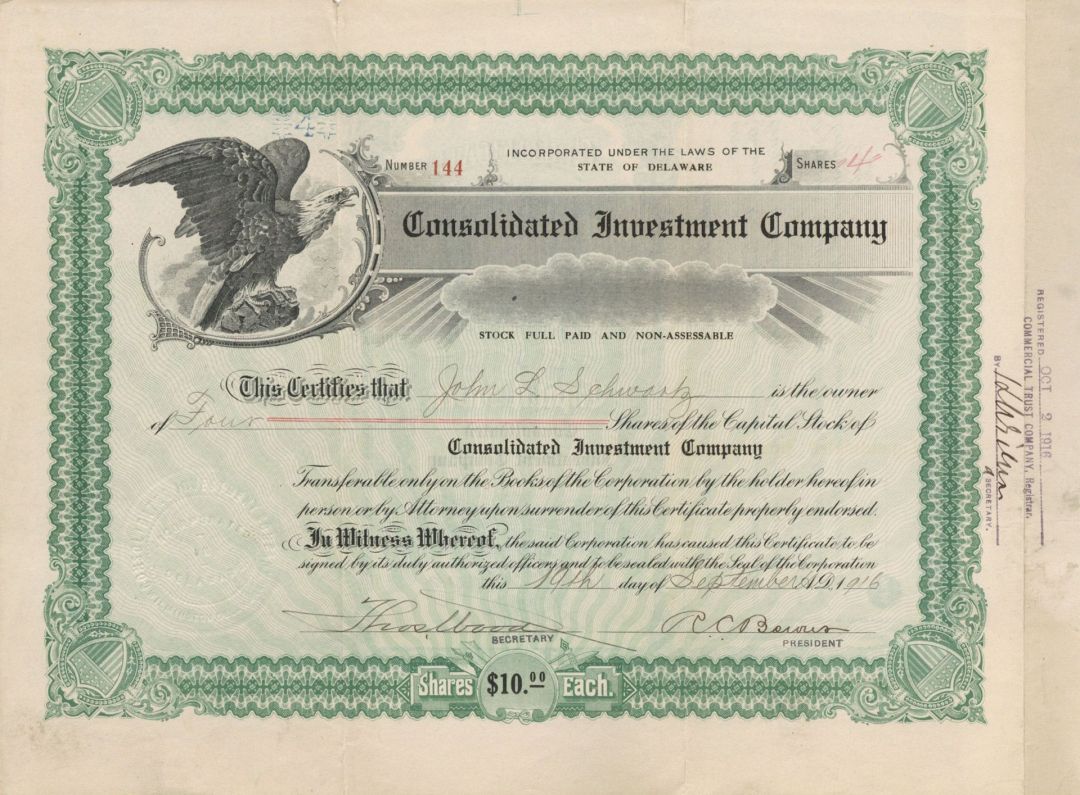 NUMBER 144
INCORPORATED UNDER THE LAWS OF THE
STATE OF DELAWARE
SHARES 4
Consolidated Investment Company
STOCK FULL PAID AND NON-ASSESSABLE
This Certifies that John L Schwartz is the owner
of Four Shares of the Capital Stock of
Consolidated Investment Company
Transferable only on the Books of the Corporation by the holder hereof in
person or by Attorney upon surrender of this Certificate properly endorsed.
In Witness Whereof, the said Corporation has caused this Certificate to be
signed by its duly authorized officers and to be sealed with the Seal of the Corporation
this 19th day of September A.D. 1916
SECRETARY
PRESIDENT
Shares $10.00 Each.
REGISTERED OCT 2 1916
COMMERCIAL TRUST COMPANY, Registrar.
BY
SECRETARY.